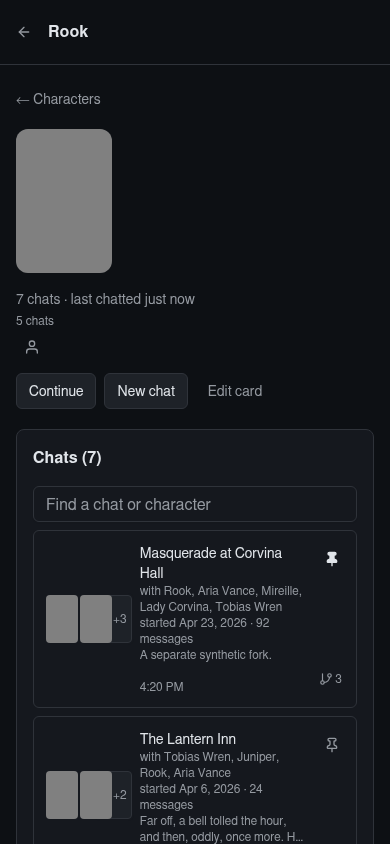 Rook
← Characters
7 chats · last chatted just now
5 chats
Continue
New chat
Edit card
Chats (7)
Find a chat or character
Masquerade at Corvina
Hall
with Rook, Aria Vance, Mireille,
Lady Corvina, Tobias Wren
started Apr 23, 2026 · 92
messages
A separate synthetic fork.
+3
4:20 PM
3
The Lantern Inn
with Tobias Wren, Juniper,
Rook, Aria Vance
started Apr 6, 2026 · 24
messages
+2
Far off, a bell tolled the hour,
and then, oddly, once more. H...